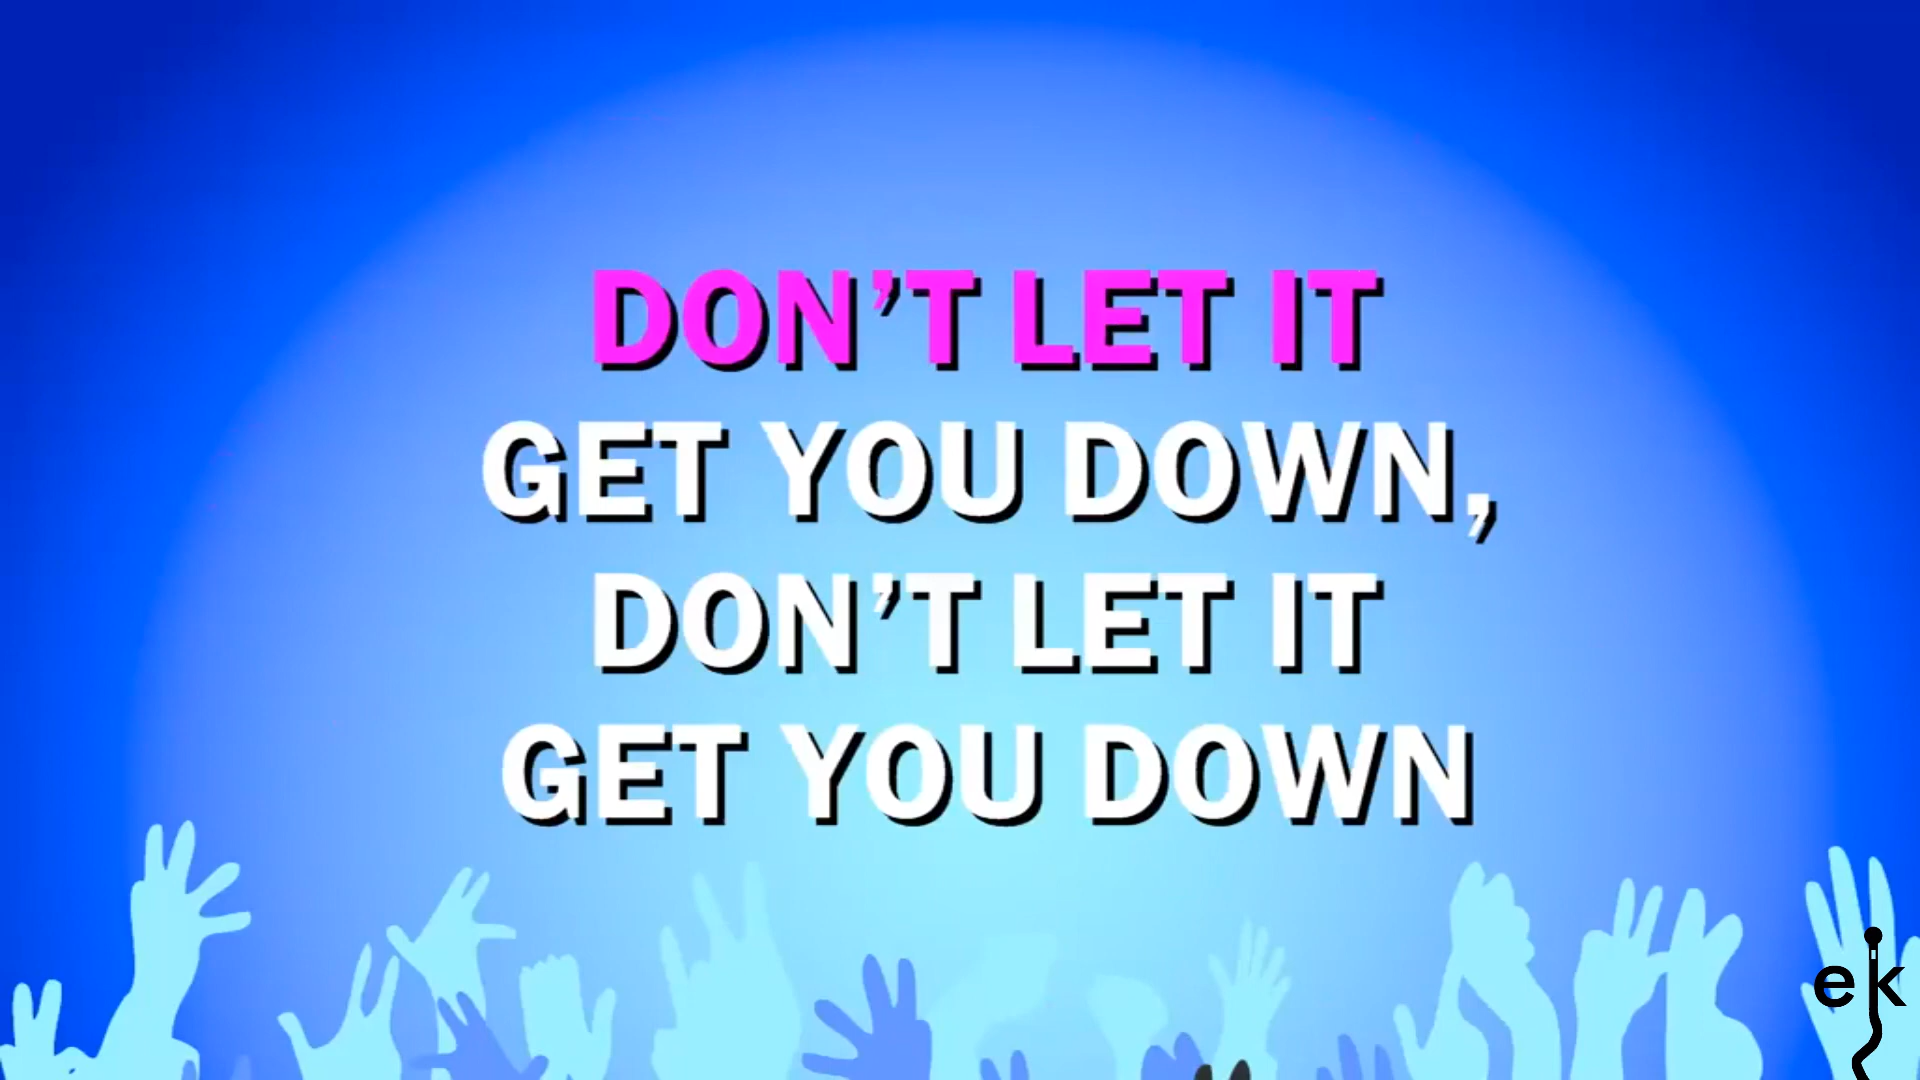 DON’T LET IT
GET YOU DOWN,
DON’T LET IT
GET YOU DOWN
ek